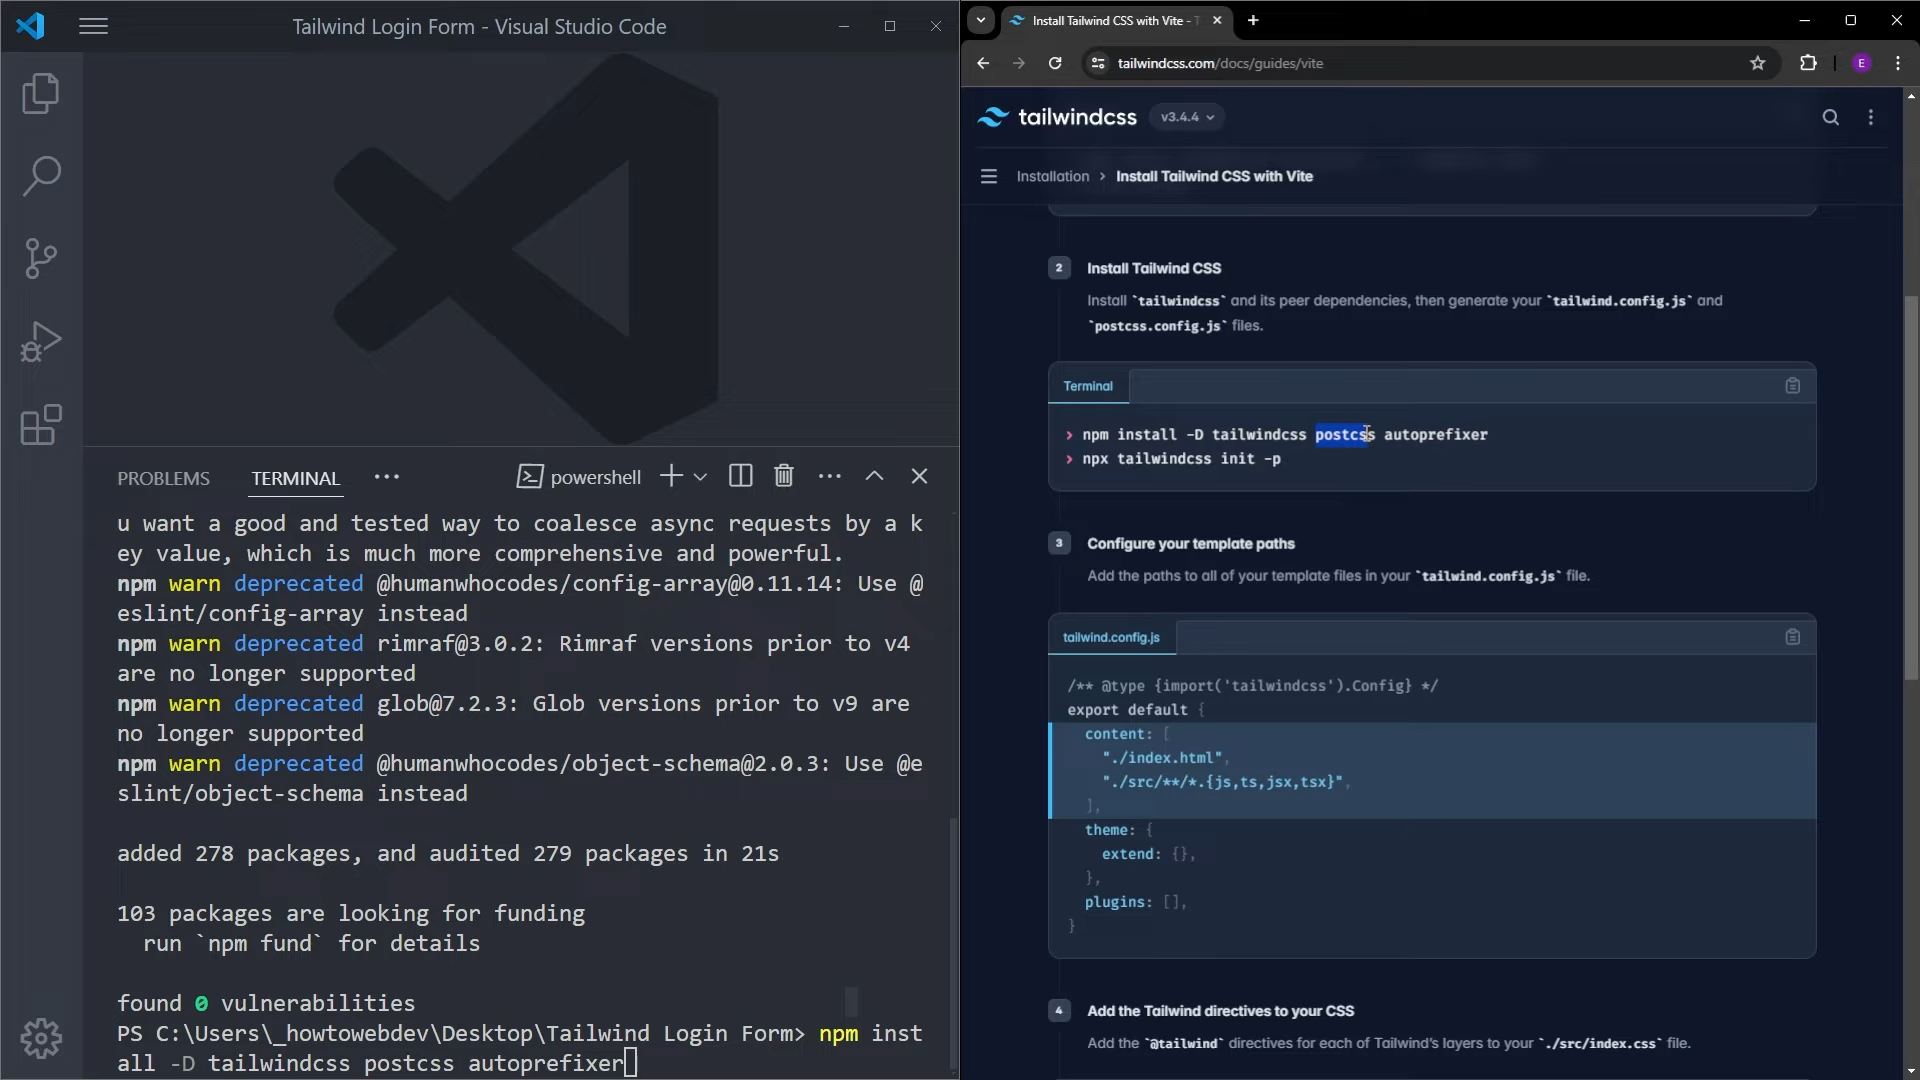 Tailwind Login Form - Visual Studio Code
PROBLEMS
TERMINAL
powershell
u want a good and tested way to coalesce async requests by a k
ey value, which is much more comprehensive and powerful.
npm warn deprecated @humanwhocodes/config-array@0.11.14: Use @
eslint/config-array instead
npm warn deprecated rimraf@3.0.2: Rimraf versions prior to v4
are no longer supported
npm warn deprecated glob@7.2.3: Glob versions prior to v9 are
no longer supported
npm warn deprecated @humanwhocodes/object-schema@2.0.3: Use @e
slint/object-schema instead
added 278 packages, and audited 279 packages in 21s
103 packages are looking for funding
run `npm fund` for details
found 0 vulnerabilities
PS C:\Users\_howtowebdev\Desktop\Tailwind Login Form> npm inst
all -D tailwindcss postcss autoprefixer
Install Tailwind CSS with Vite - T
tailwindcss.com/docs/guides/vite
E
tailwindcss
v3.4.4
Installation > Install Tailwind CSS with Vite
2
Install Tailwind CSS
Install `tailwindcss` and its peer dependencies, then generate your `tailwind.config.js` and
`postcss.config.js` files.
Terminal
> npm install -D tailwindcss postcss autoprefixer
> npx tailwindcss init -p
3
Configure your template paths
Add the paths to all of your template files in your `tailwind.config.js` file.
tailwind.config.js
/** @type {import('tailwindcss').Config} */
export default {
content: [
"./index.html",
"./src/**/*.{js,ts,jsx,tsx}",
],
theme: {
extend: {},
},
plugins: [],
}
4
Add the Tailwind directives to your CSS
Add the `@tailwind` directives for each of Tailwind's layers to your `./src/index.css` file.